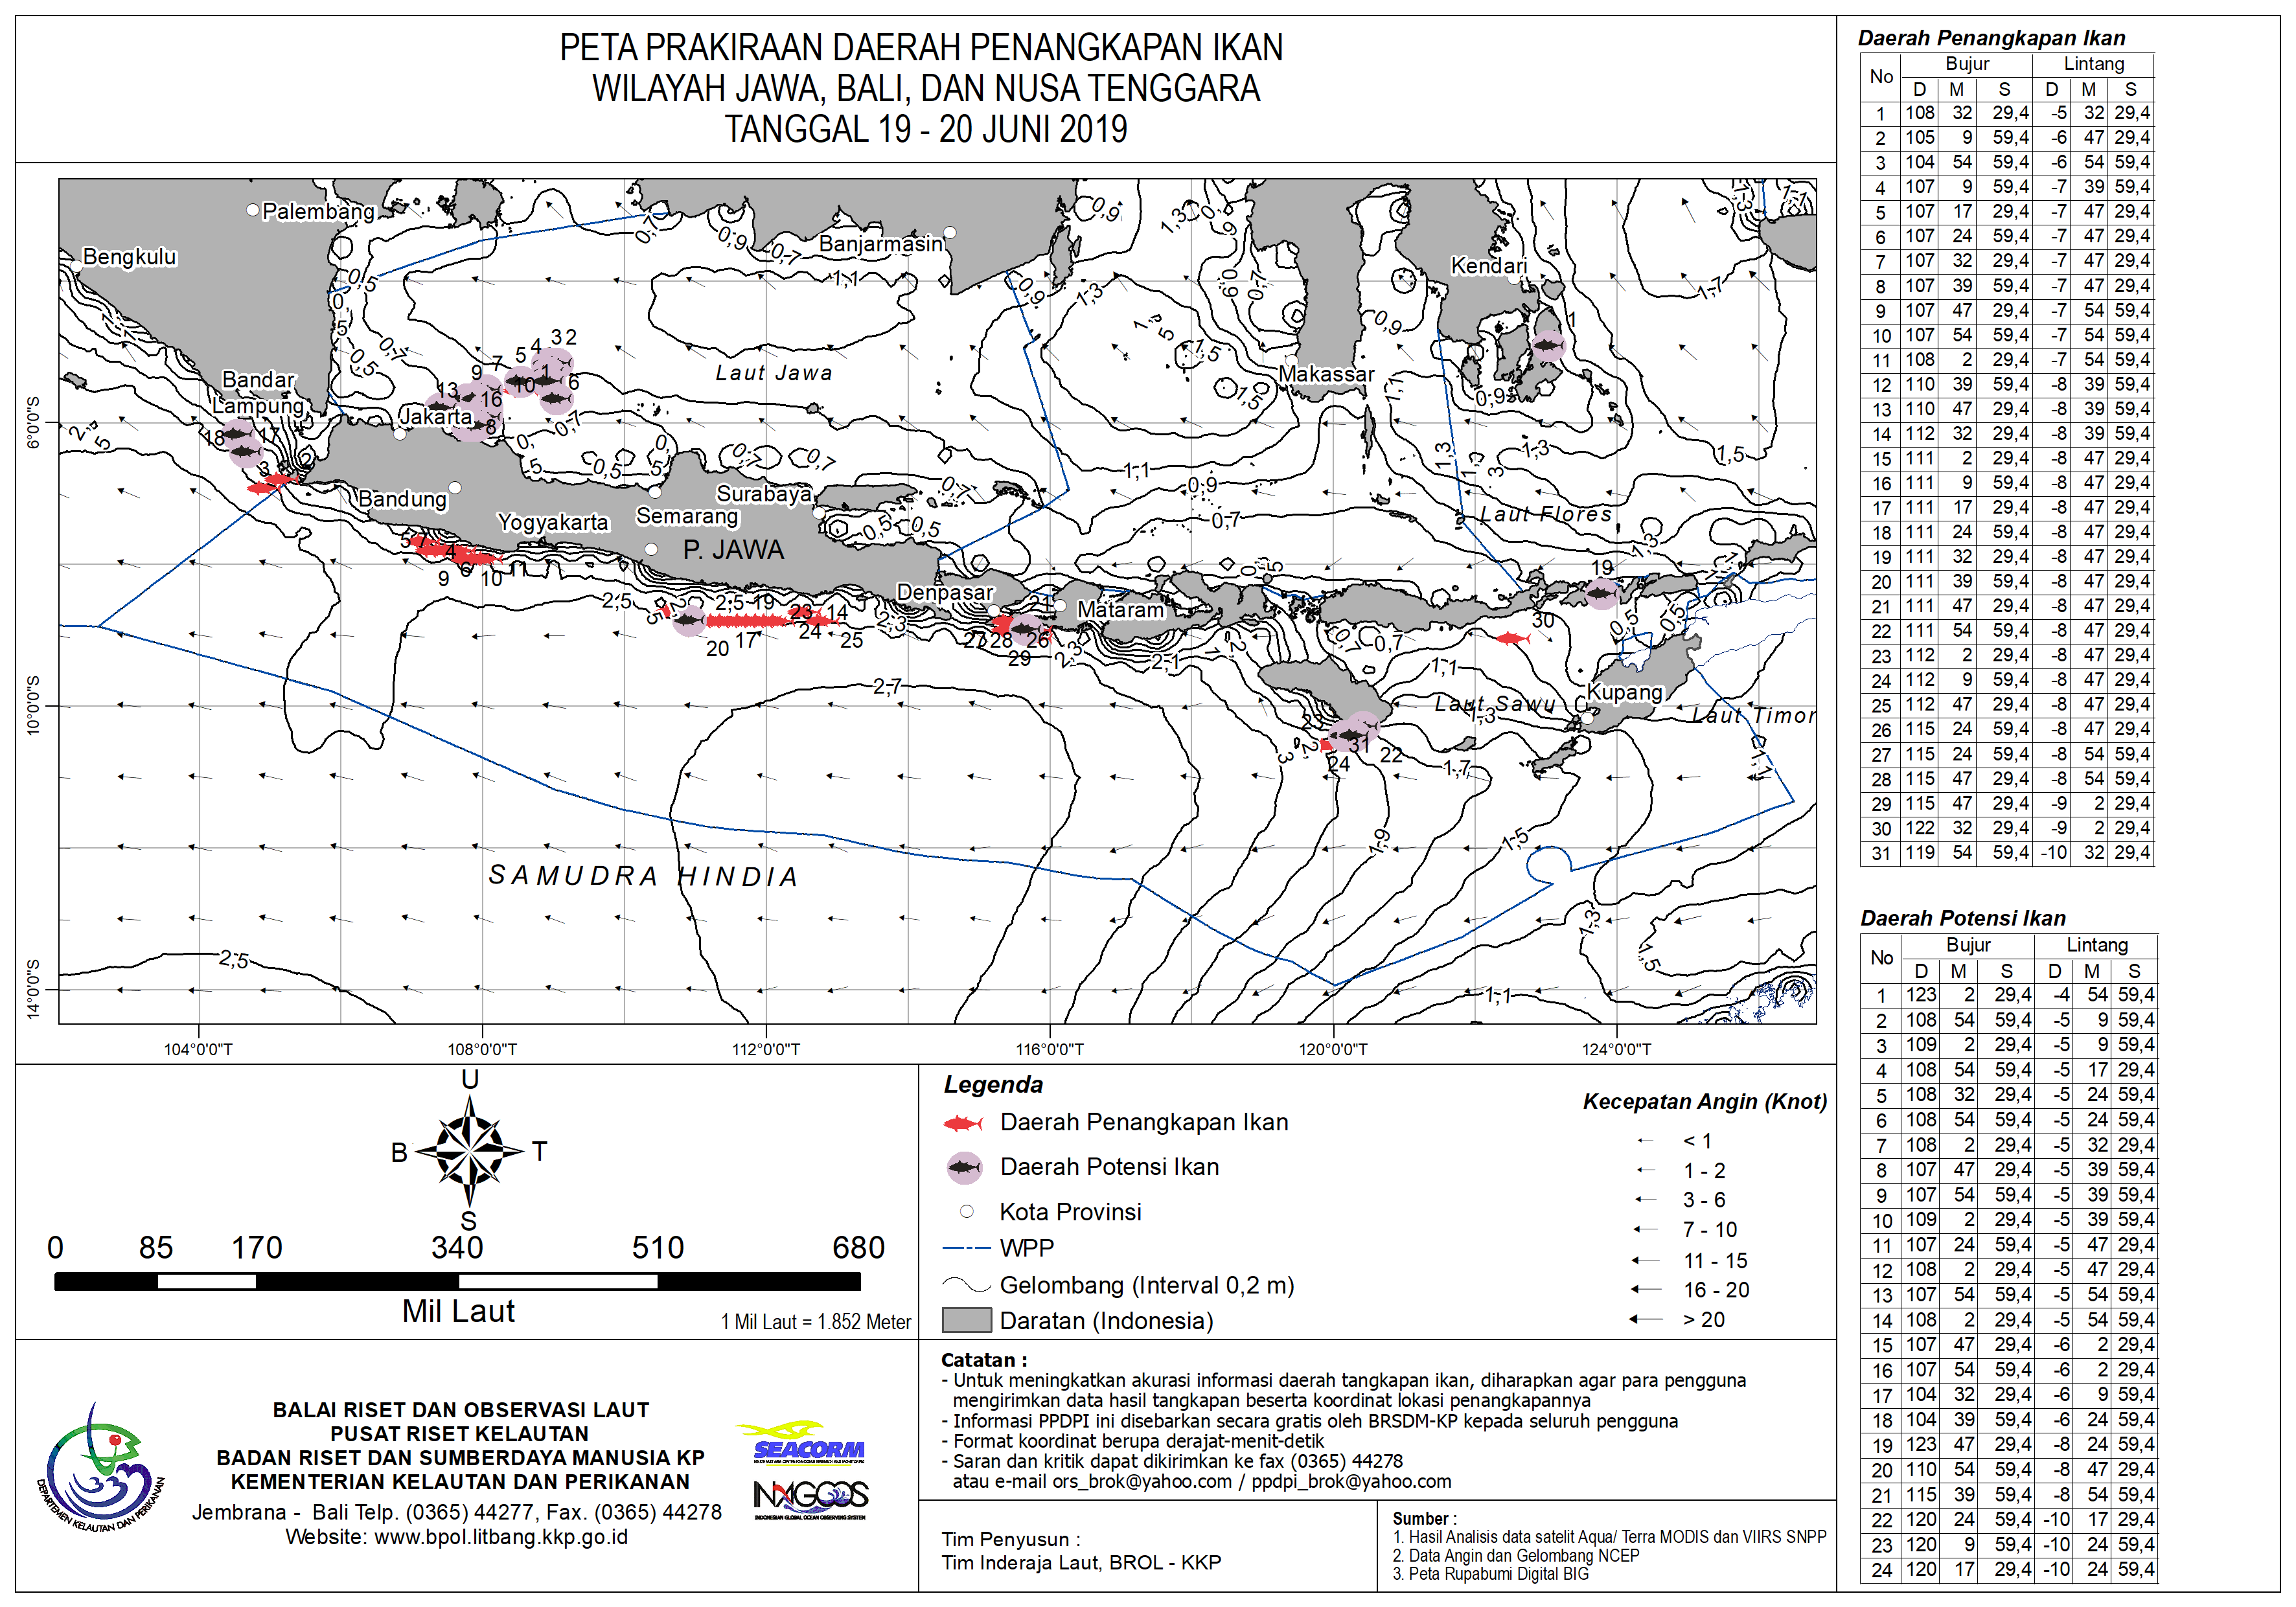 PETA PRAKIRAAN DAERAH PENANGKAPAN IKAN
WILAYAH JAWA, BALI, DAN NUSA TENGGARA
TANGGAL 19 - 20 JUNI 2019
Palembang
Bengkulu
Banjarmasin
Kendari
Bandar
Lampung
Jakarta
Laut Jawa
Makassar
Bandung
Yogyakarta
Semarang
Surabaya
P. JAWA
Laut Flores
Denpasar
Mataram
Kupang
Laut Sawu
Laut Timor
SAMUDRA HINDIA
6°0'0"S
10°0'0"S
14°0'0"S
104°0'0"T 108°0'0"T 112°0'0"T 116°0'0"T 120°0'0"T 124°0'0"T
U
B T
S
0 85 170 340 510 680
Mil Laut
1 Mil Laut = 1.852 Meter
Legenda
Daerah Penangkapan Ikan
Daerah Potensi Ikan
Kota Provinsi
WPP
Gelombang (Interval 0,2 m)
Daratan (Indonesia)
Kecepatan Angin (Knot)
< 1
1 - 2
3 - 6
7 - 10
11 - 15
16 - 20
> 20
BALAI RISET DAN OBSERVASI LAUT
PUSAT RISET KELAUTAN
BADAN RISET DAN SUMBERDAYA MANUSIA KP
KEMENTERIAN KELAUTAN DAN PERIKANAN
Jembrana - Bali Telp. (0365) 44277, Fax. (0365) 44278
Website: www.bpol.litbang.kkp.go.id
DEPARTEMEN KELAUTAN DAN PERIKANAN
SEACORM
INAGOOS
INDONESIAN GLOBAL OCEAN OBSERVING SYSTEM
Catatan :
- Untuk meningkatkan akurasi informasi daerah tangkapan ikan, diharapkan agar para pengguna
mengirimkan data hasil tangkapan beserta koordinat lokasi penangkapannya
- Informasi PPDPI ini disebarkan secara gratis oleh BRSDM-KP kepada seluruh pengguna
- Format koordinat berupa derajat-menit-detik
- Saran dan kritik dapat dikirimkan ke fax (0365) 44278
atau e-mail ors_brok@yahoo.com / ppdpi_brok@yahoo.com
Tim Penyusun :
Tim Inderaja Laut, BROL - KKP
Sumber :
1. Hasil Analisis data satelit Aqua/ Terra MODIS dan VIIRS SNPP
2. Data Angin dan Gelombang NCEP
3. Peta Rupabumi Digital BIG
Daerah Penangkapan Ikan
No Bujur Lintang
D M S D M S
1 108 32 29,4 -5 32 29,4
2 105 9 59,4 -6 47 29,4
3 104 54 59,4 -6 54 59,4
4 107 9 59,4 -7 39 59,4
5 107 17 29,4 -7 47 29,4
6 107 24 59,4 -7 47 29,4
7 107 32 29,4 -7 47 29,4
8 107 39 59,4 -7 47 29,4
9 107 47 29,4 -7 54 59,4
10 107 54 59,4 -7 54 59,4
11 108 2 29,4 -7 54 59,4
12 110 39 59,4 -8 39 59,4
13 110 47 29,4 -8 39 59,4
14 112 32 29,4 -8 39 59,4
15 111 2 29,4 -8 47 29,4
16 111 9 59,4 -8 47 29,4
17 111 17 29,4 -8 47 29,4
18 111 24 59,4 -8 47 29,4
19 111 32 29,4 -8 47 29,4
20 111 39 59,4 -8 47 29,4
21 111 47 29,4 -8 47 29,4
22 111 54 59,4 -8 47 29,4
23 112 2 29,4 -8 47 29,4
24 112 9 59,4 -8 47 29,4
25 112 47 29,4 -8 47 29,4
26 115 24 59,4 -8 47 29,4
27 115 24 59,4 -8 54 59,4
28 115 47 29,4 -8 54 59,4
29 115 47 29,4 -9 2 29,4
30 122 32 29,4 -9 2 29,4
31 119 54 59,4 -10 32 29,4
Daerah Potensi Ikan
No Bujur Lintang
D M S D M S
1 123 2 29,4 -4 54 59,4
2 108 54 59,4 -5 9 59,4
3 109 2 29,4 -5 9 59,4
4 108 54 59,4 -5 17 29,4
5 108 32 29,4 -5 24 59,4
6 108 54 59,4 -5 24 59,4
7 108 2 29,4 -5 32 29,4
8 107 47 29,4 -5 39 59,4
9 107 54 59,4 -5 39 59,4
10 109 2 29,4 -5 39 59,4
11 107 24 59,4 -5 47 29,4
12 108 2 29,4 -5 47 29,4
13 107 54 59,4 -5 54 59,4
14 108 2 29,4 -5 54 59,4
15 107 47 29,4 -6 2 29,4
16 107 54 59,4 -6 2 29,4
17 104 32 29,4 -6 9 59,4
18 104 39 59,4 -6 24 59,4
19 123 47 29,4 -8 24 59,4
20 110 54 59,4 -8 47 29,4
21 115 39 59,4 -8 54 59,4
22 120 24 59,4 -10 17 29,4
23 120 9 59,4 -10 24 59,4
24 120 17 29,4 -10 24 59,4